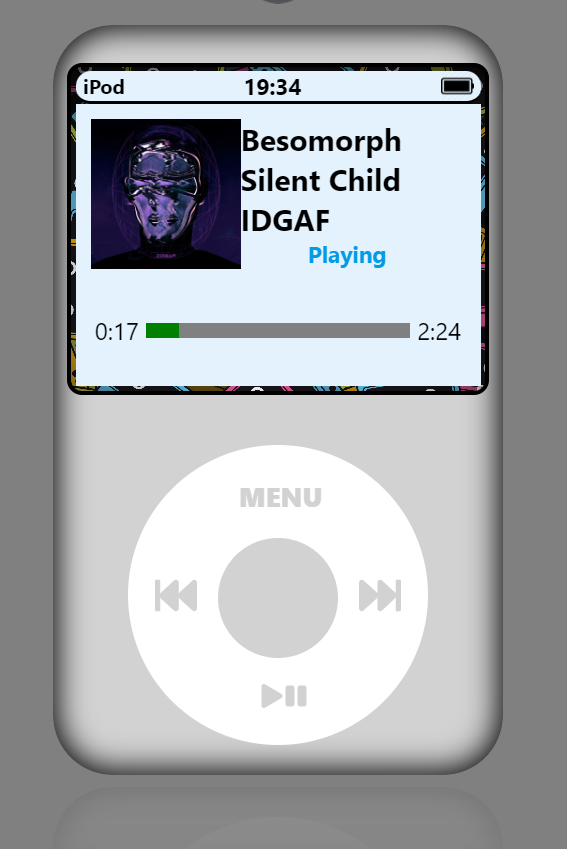 iPod 19:34
Besomorph
Silent Child
IDGAF
Playing
0:17 2:24
MENU